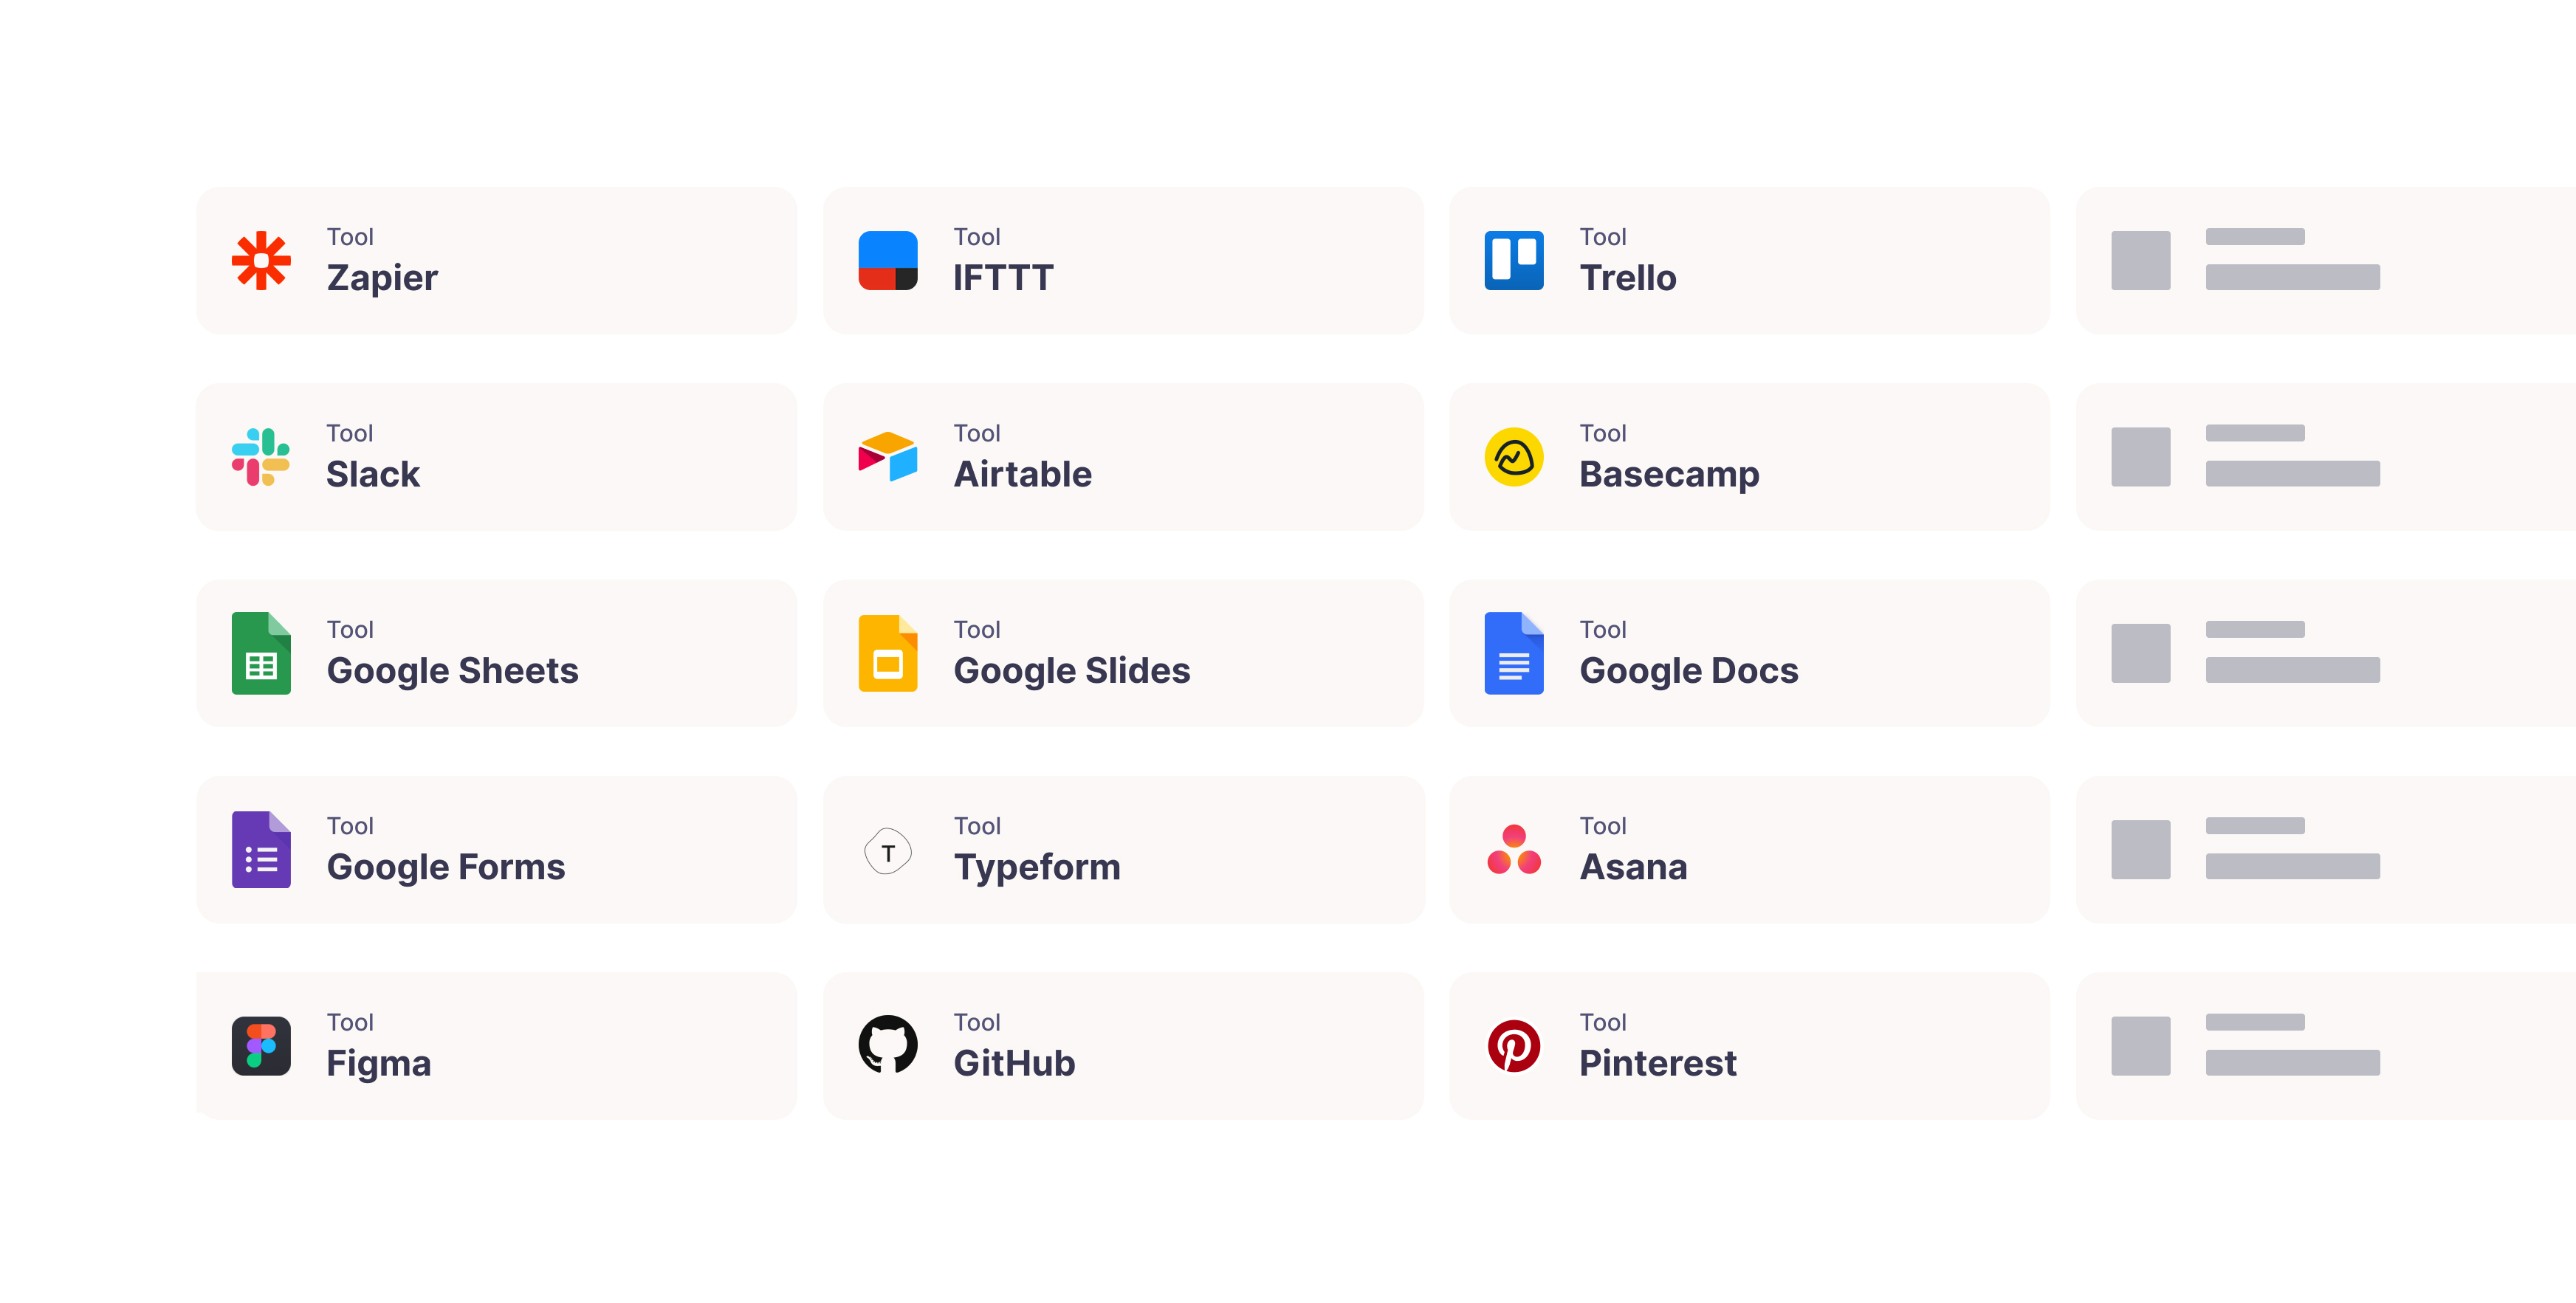 Tool
Zapier
Tool
IFTTT
Tool
Trello
Tool
Slack
Tool
Airtable
Tool
Basecamp
Tool
Google Sheets
Tool
Google Slides
Tool
Google Docs
Tool
Google Forms
T
Tool
Typeform
Tool
Asana
Tool
Figma
Tool
GitHub
Tool
Pinterest